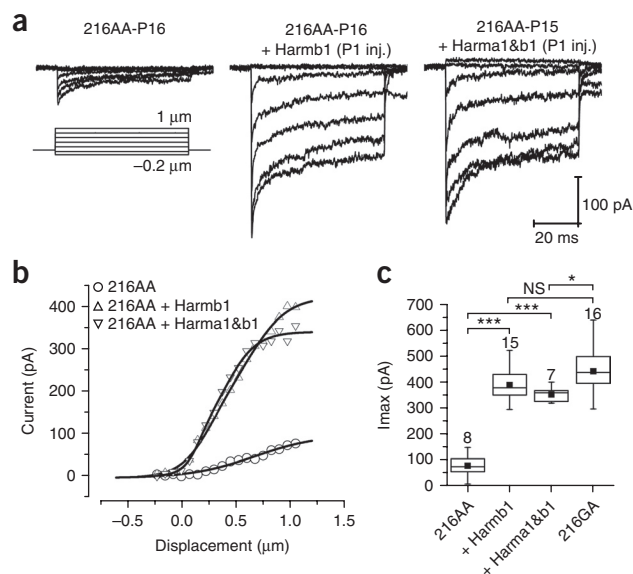 a
216AA-P16
216AA-P16
+ Harmb1 (P1 inj.)
216AA-P15
+ Harma1&b1 (P1 inj.)
1 μm
−0.2 μm
100 pA
20 ms
b
216AA
216AA + Harmb1
216AA + Harma1&b1
400
300
200
100
0
Current (pA)
−0.5 0.0 0.5 1.0 1.5
Displacement (μm)
c
NS *
*** ***
700
600
500
400
300
200
100
0
Imax (pA)
8 15 7 16
216AA
+ Harmb1
+ Harma1&b1
216GA